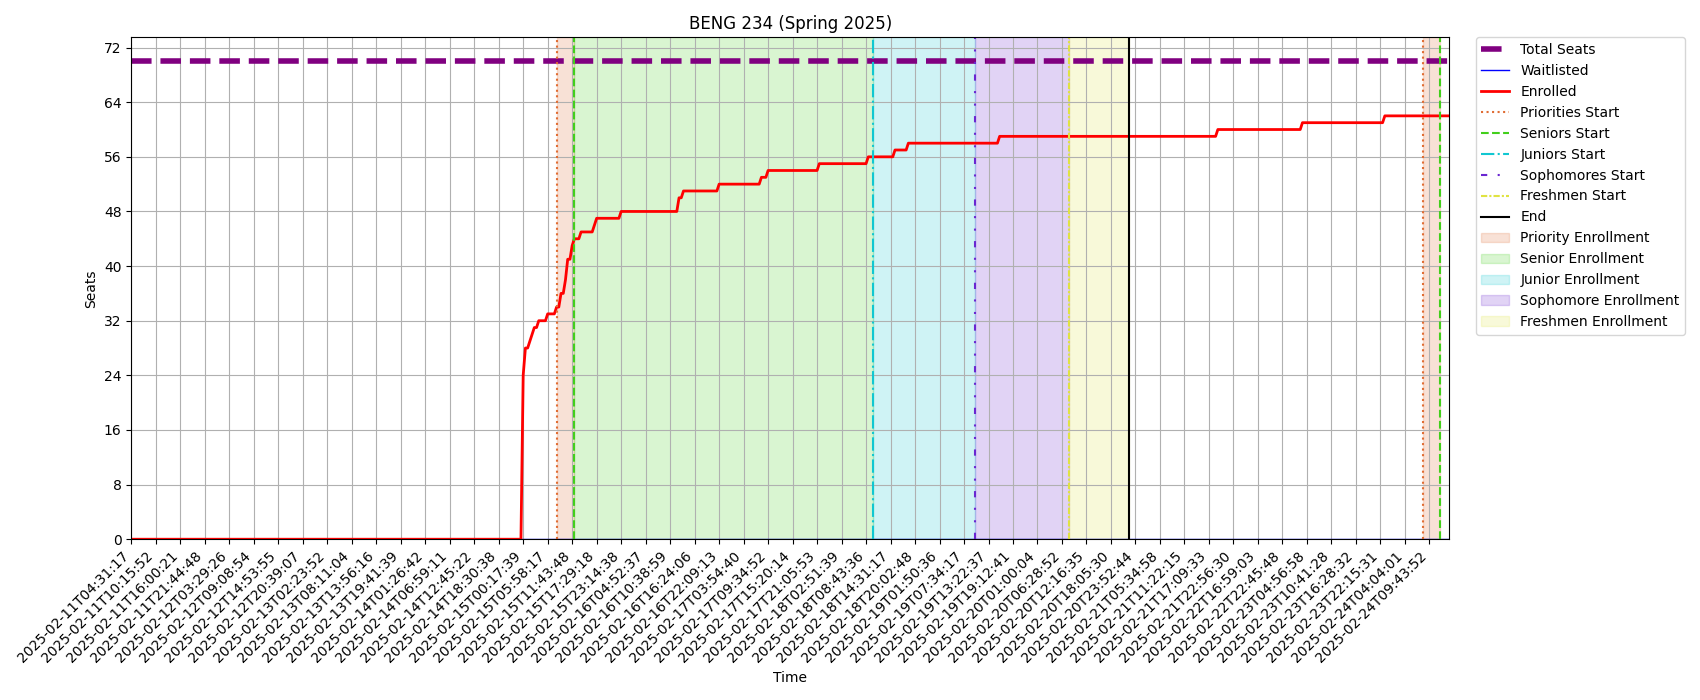 BENG 234 (Spring 2025)
72
64
56
48
40
32
24
16
8
0
Seats
2025-02-11T04:31:17
2025-02-11T10:15:52
2025-02-11T16:00:21
2025-02-11T21:44:48
2025-02-12T03:29:26
2025-02-12T09:08:54
2025-02-12T14:53:55
2025-02-12T20:39:07
2025-02-13T02:23:52
2025-02-13T08:11:04
2025-02-13T13:56:16
2025-02-13T19:41:39
2025-02-14T01:26:42
2025-02-14T06:59:11
2025-02-14T12:45:22
2025-02-14T18:30:38
2025-02-15T00:17:39
2025-02-15T05:58:17
2025-02-15T11:43:48
2025-02-15T17:29:18
2025-02-15T23:14:38
2025-02-16T04:52:37
2025-02-16T10:38:59
2025-02-16T16:24:06
2025-02-16T22:09:13
2025-02-17T03:54:40
2025-02-17T09:34:52
2025-02-17T15:20:14
2025-02-17T21:05:53
2025-02-18T02:51:39
2025-02-18T08:43:36
2025-02-18T14:31:17
2025-02-18T20:02:48
2025-02-19T01:50:36
2025-02-19T07:34:17
2025-02-19T13:22:37
2025-02-19T19:12:41
2025-02-20T01:00:04
2025-02-20T06:28:52
2025-02-20T12:16:35
2025-02-20T18:05:30
2025-02-20T23:52:44
2025-02-21T05:34:58
2025-02-21T11:22:15
2025-02-21T17:09:33
2025-02-21T22:56:30
2025-02-22T16:59:03
2025-02-22T22:45:48
2025-02-23T04:56:58
2025-02-23T10:41:28
2025-02-23T16:28:32
2025-02-23T22:15:31
2025-02-24T04:04:01
2025-02-24T09:43:52
Time
Total Seats
Waitlisted
Enrolled
Priorities Start
Seniors Start
Juniors Start
Sophomores Start
Freshmen Start
End
Priority Enrollment
Senior Enrollment
Junior Enrollment
Sophomore Enrollment
Freshmen Enrollment